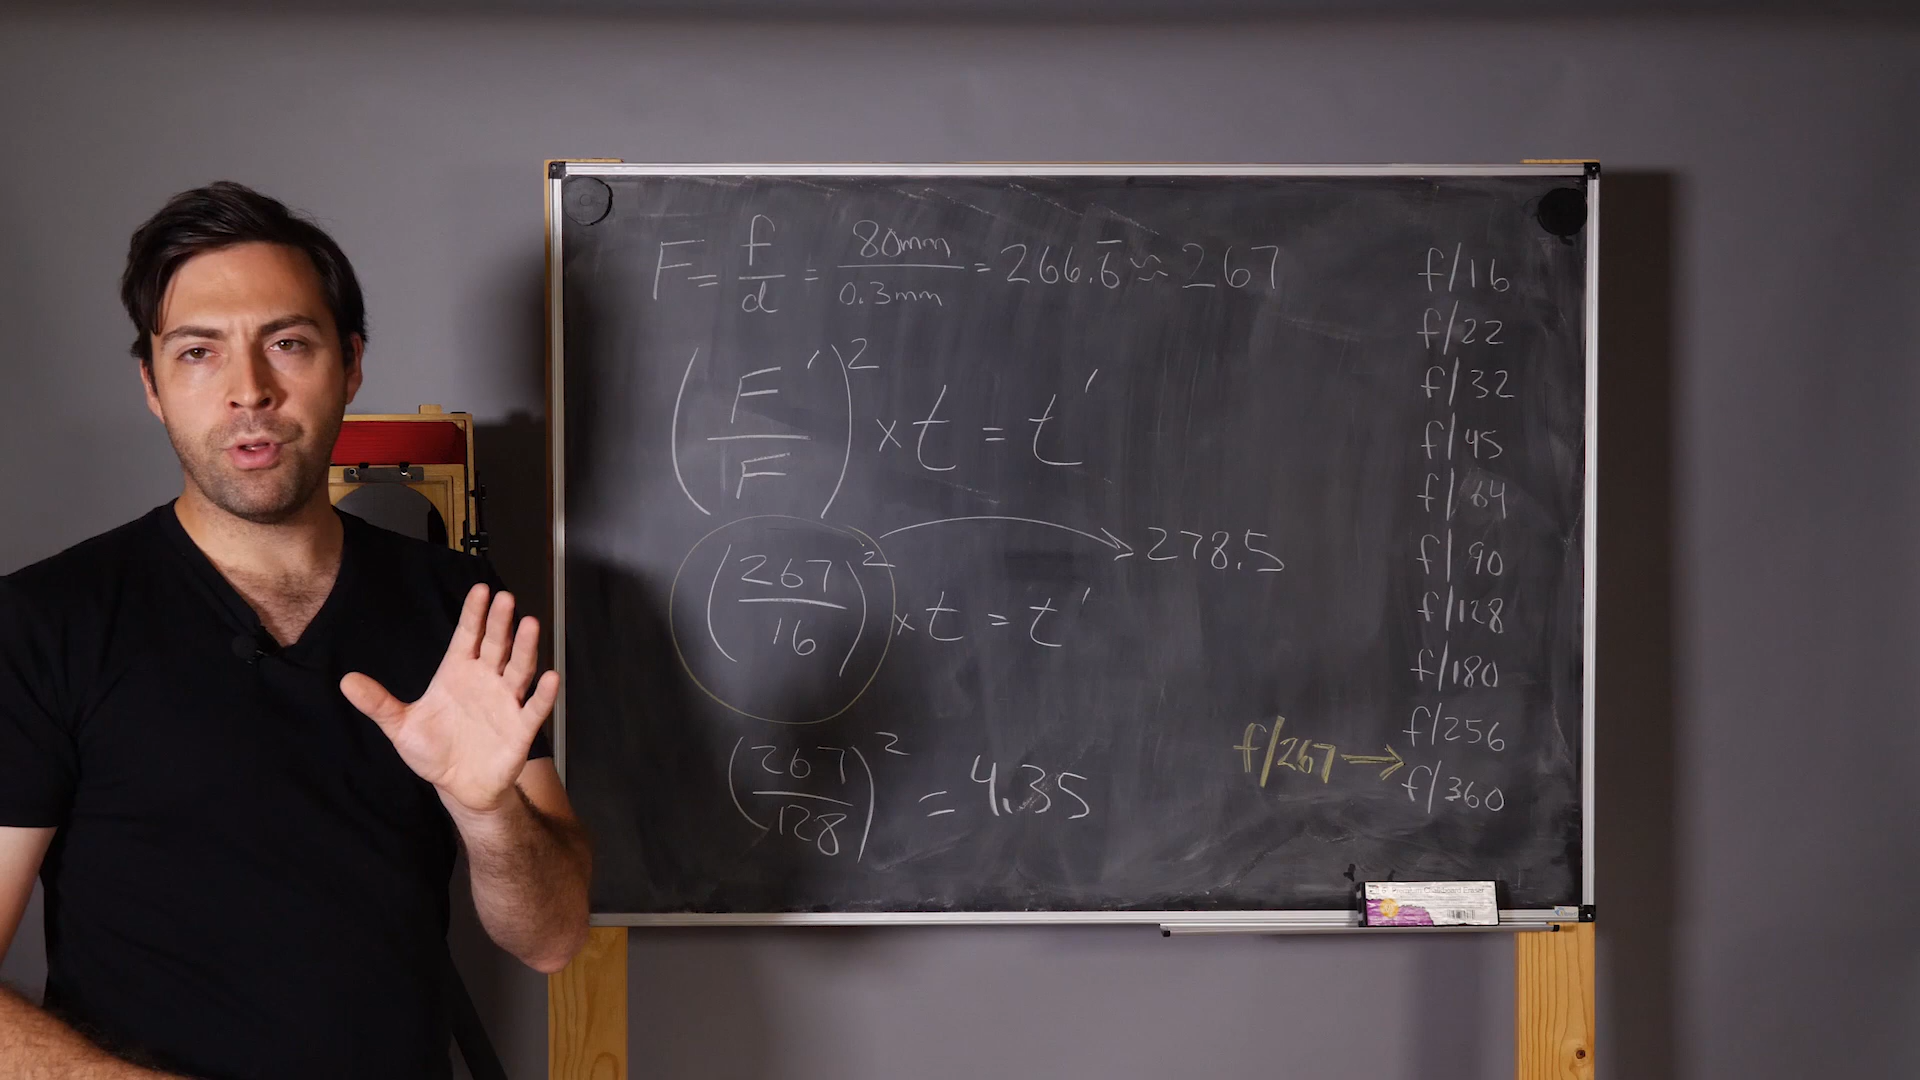 F = f/d = 80mm/0.3mm = 266.6̅ ≈ 267
(F'/F)² × t = t'
(267/16)² × t = t' → 278.5
(267/128)² = 4.35
f/16
f/22
f/32
f/45
f/64
f/90
f/128
f/180
f/256
f/267 →
f/360